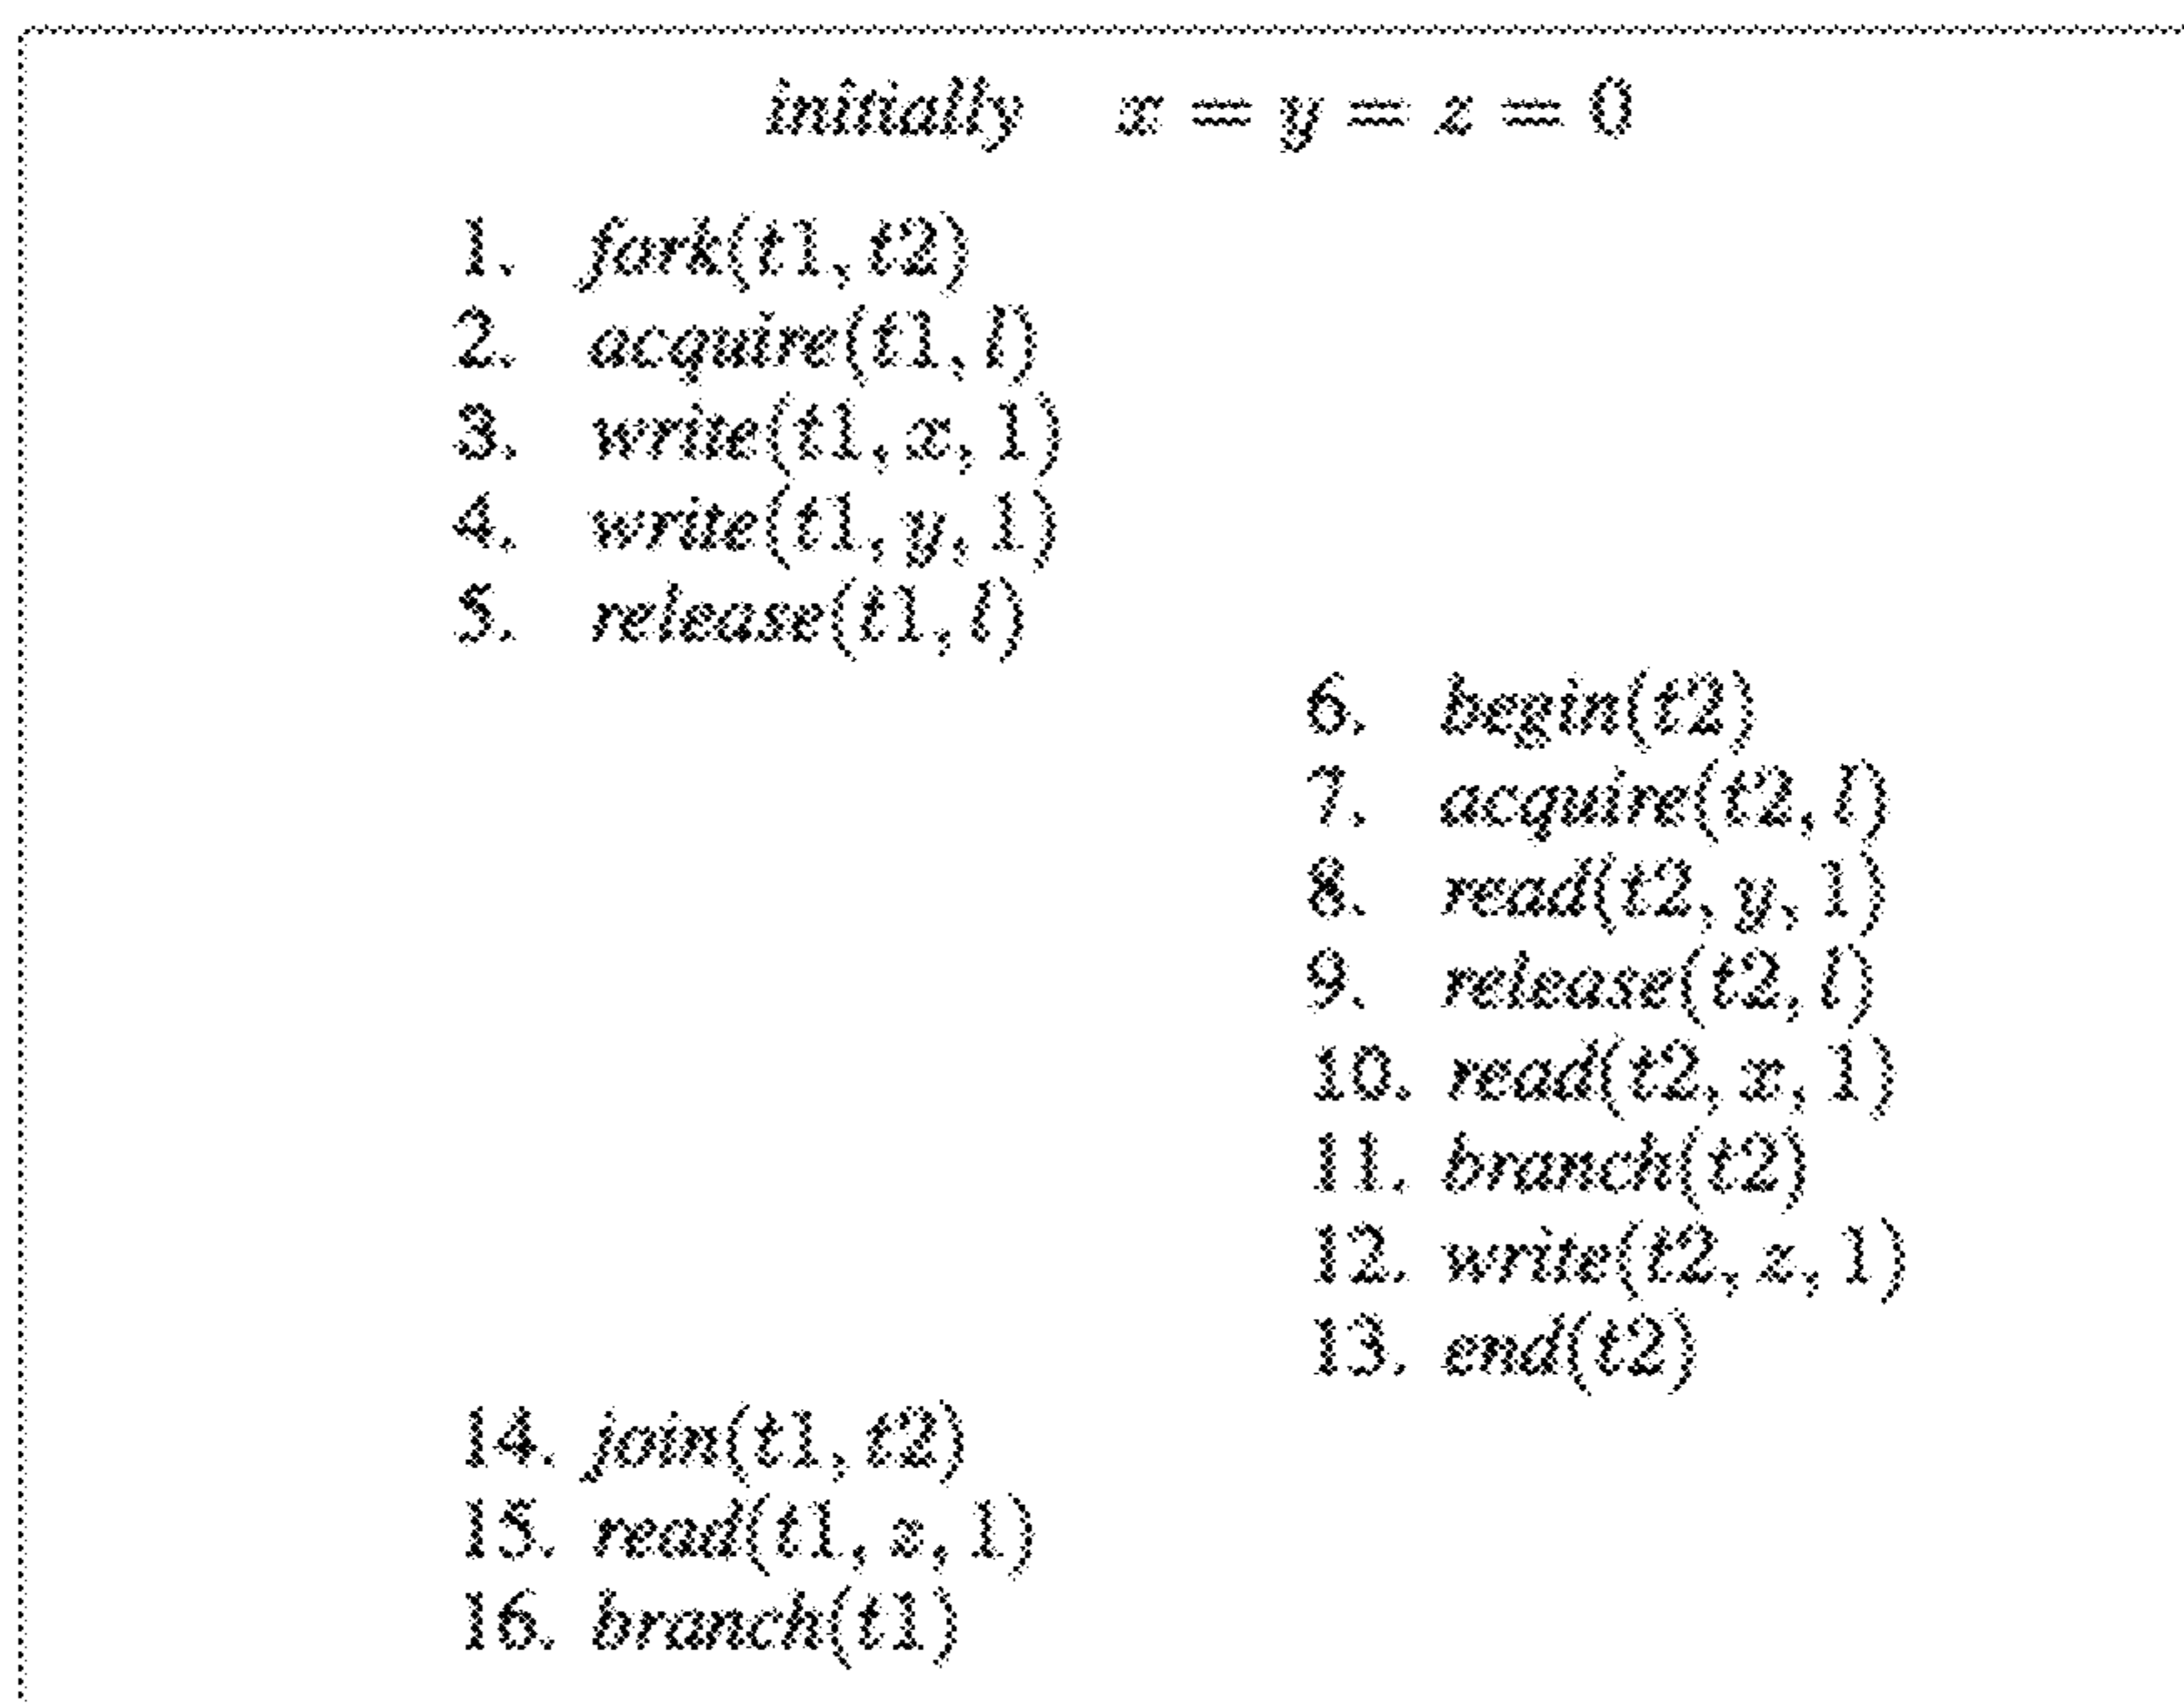 initially x = y = z = 0
1. fork(t1, t2)
2. acquire(t1, l)
3. write(t1, x, 1)
4. write(t1, y, 1)
5. release(t1, l)
6. begin(t2)
7. acquire(t2, l)
8. read(t2, y, 1)
9. release(t2, l)
10. read(t2, x, 1)
11. branch(t2)
12. write(t2, z, 1)
13. end(t2)
14. join(t1, t2)
15. read(t1, z, 1)
16. branch(t1)